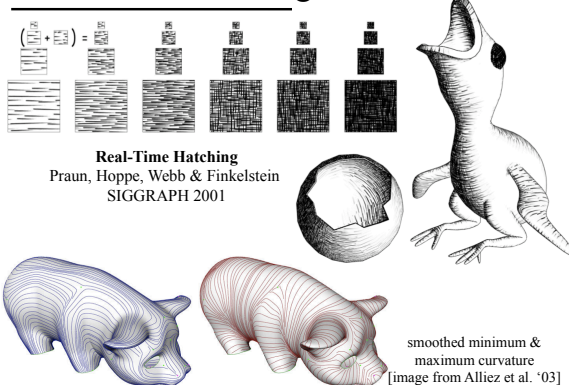 ( + ) =
Real-Time Hatching
Praun, Hoppe, Webb & Finkelstein
SIGGRAPH 2001
smoothed minimum &
maximum curvature
[image from Alliez et al. ‘03]